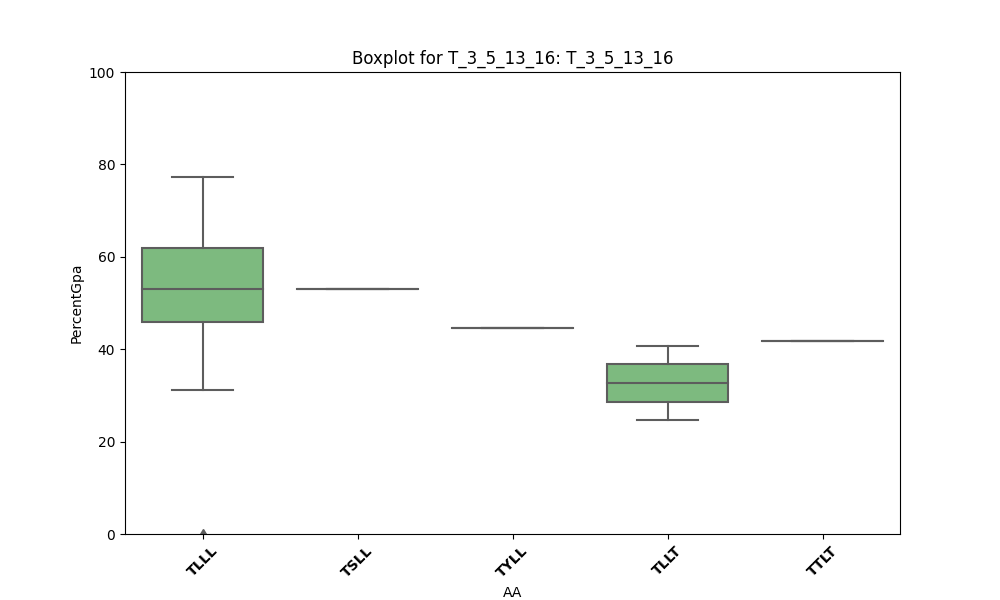 Boxplot for T_3_5_13_16: T_3_5_13_16
PercentGpa
100
80
60
40
20
0
TLLL
TSLL
TYLL
TLLT
TTLT
AA